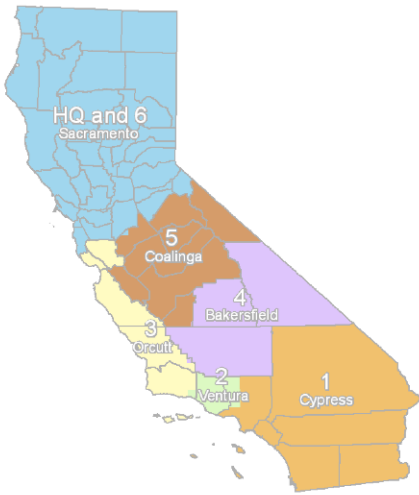 HQ and 6
Sacramento
5
Coalinga
4
Bakersfield
3
Orcutt
2
Ventura
1
Cypress